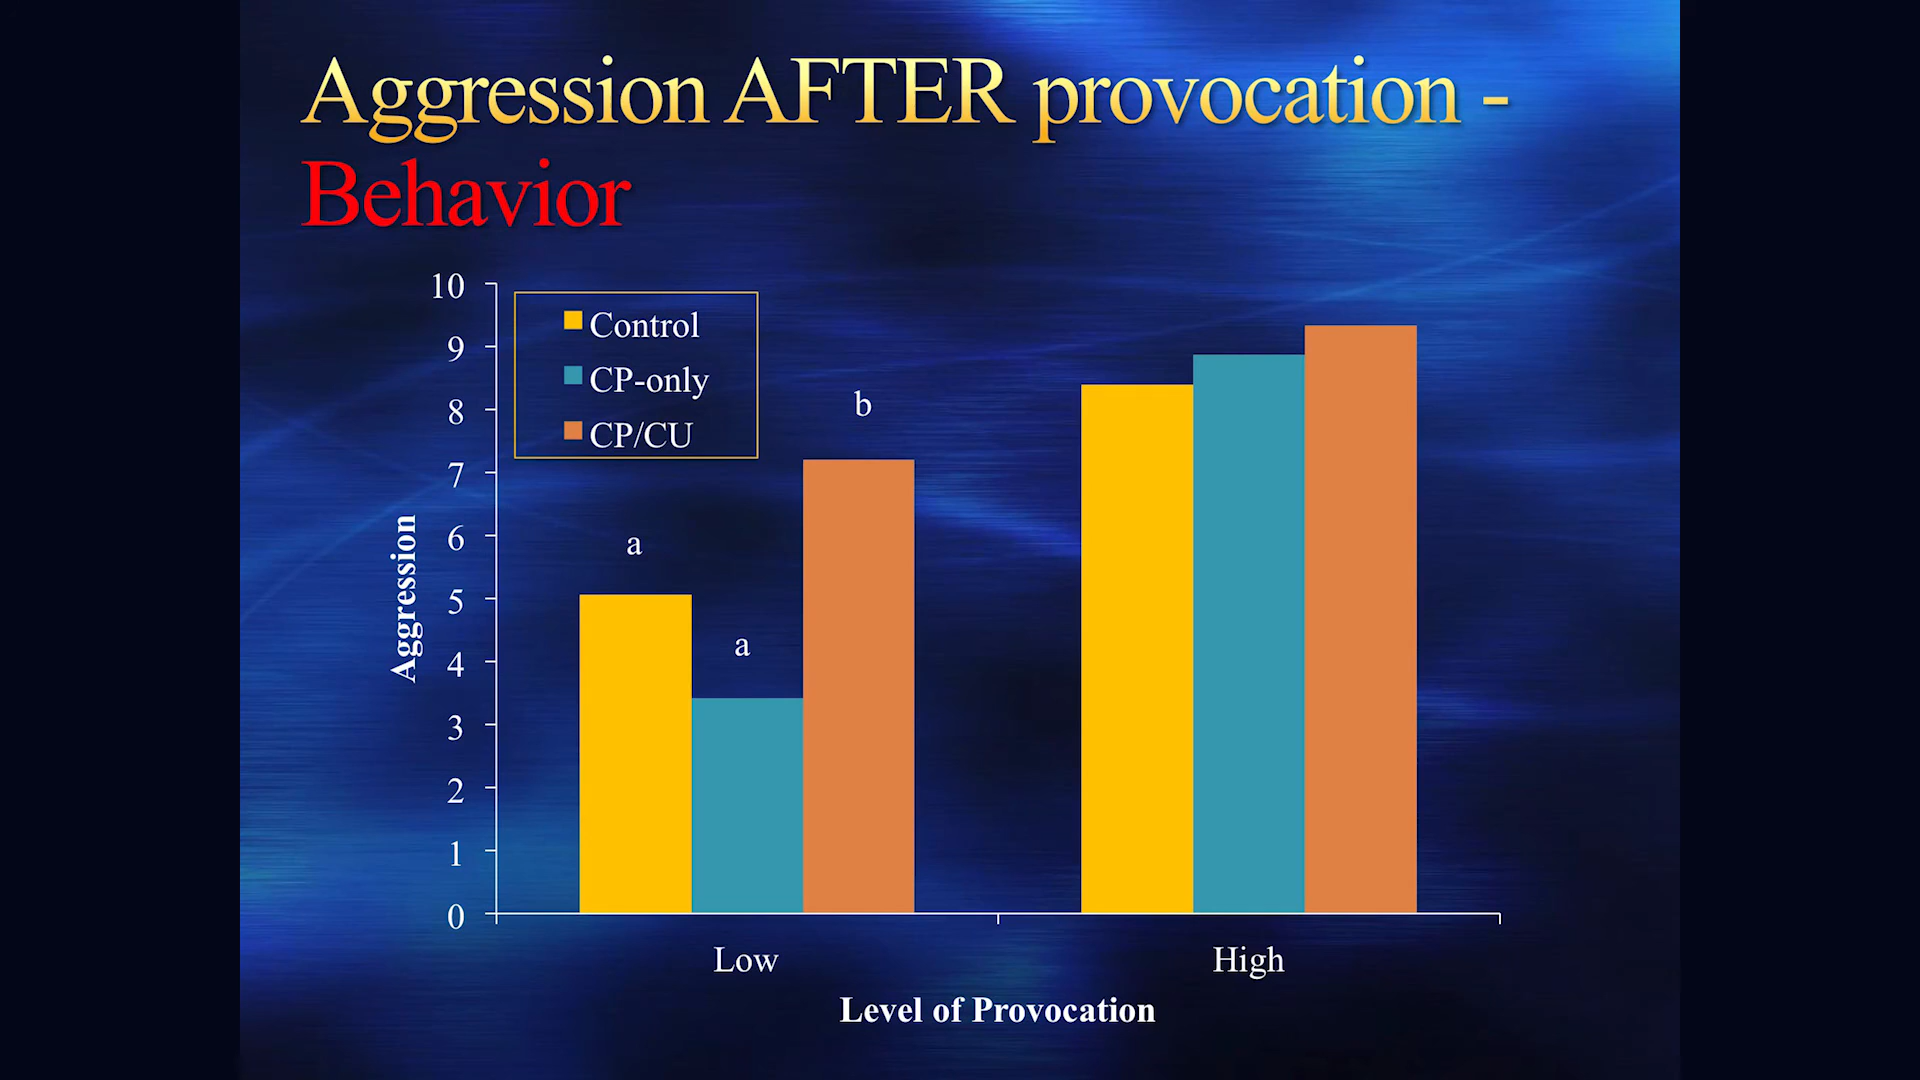 Aggression AFTER provocation -
Behavior
10
9
8
7
6
5
4
3
2
1
0
Aggression
Control
CP-only
CP/CU
a
a
b
Low
High
Level of Provocation